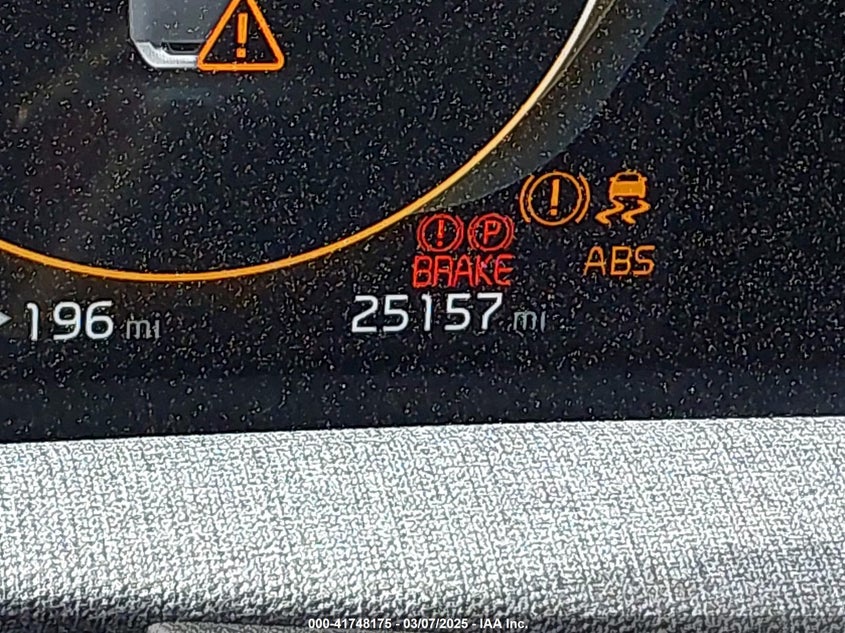 ! 
! P ! 
BRAKE ABS
196 mi 25157 mi
000-41748175 - 03/07/2025 - IAA Inc.